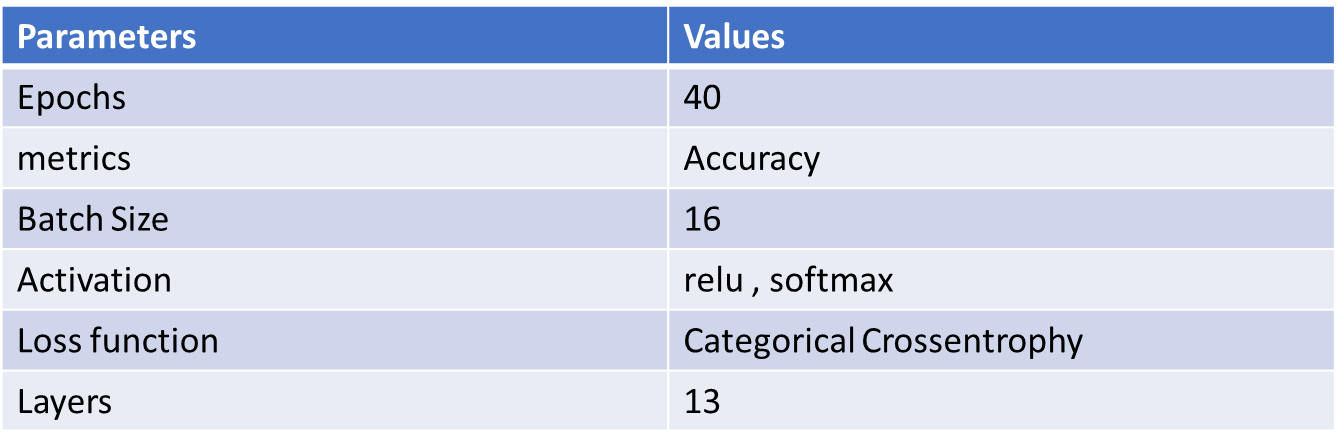 Parameters Values
Epochs 40
metrics Accuracy
Batch Size 16
Activation relu , softmax
Loss function Categorical Crossentrophy
Layers 13